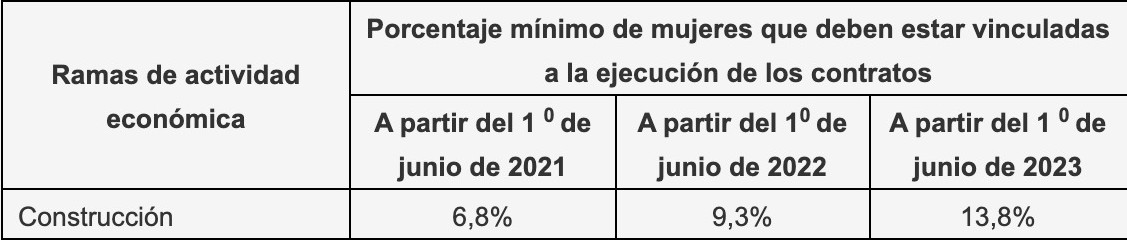 Ramas de actividad
económica
Porcentaje mínimo de mujeres que deben estar vinculadas
a la ejecución de los contratos
A partir del 1 ⁰ de
junio de 2021
A partir del 1⁰ de
junio de 2022
A partir del 1 ⁰ de
junio de 2023
Construcción
6,8%
9,3%
13,8%